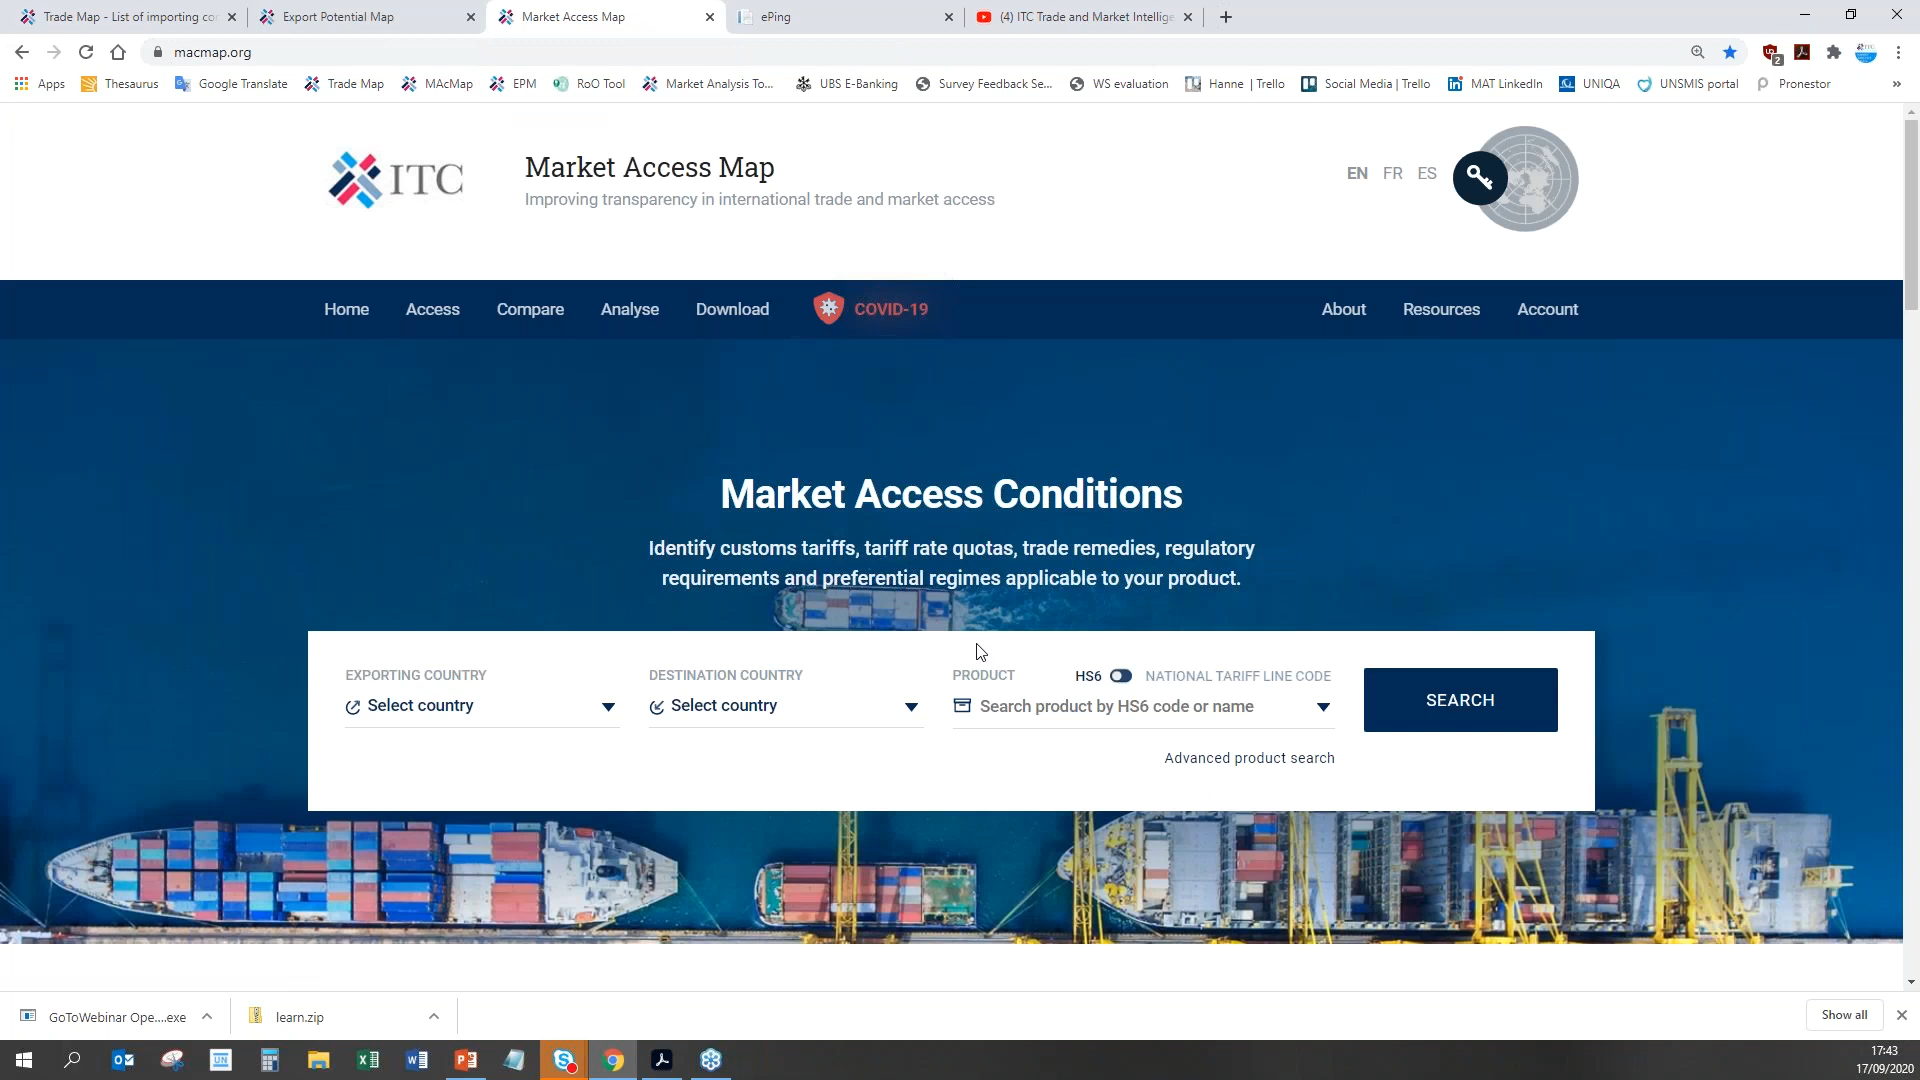 Trade Map - List of importing co
Export Potential Map
Market Access Map
ePing
(4) ITC Trade and Market Intellige
macmap.org
2
Apps
Thesaurus
Google Translate
Trade Map
MAcMap
EPM
RoO Tool
Market Analysis To...
UBS E-Banking
Survey Feedback Se...
WS evaluation
Hanne | Trello
Social Media | Trello
MAT LinkedIn
UNIQA
UNSMIS portal
Pronestor
»
ITC
Market Access Map
Improving transparency in international trade and market access
EN FR ES
Home Access Compare Analyse Download COVID-19 About Resources Account
Market Access Conditions
Identify customs tariffs, tariff rate quotas, trade remedies, regulatory
requirements and preferential regimes applicable to your product.
EXPORTING COUNTRY
Select country
DESTINATION COUNTRY
Select country
PRODUCT
HS6 NATIONAL TARIFF LINE CODE
Search product by HS6 code or name
SEARCH
Advanced product search
GoToWebinar Ope....exe
learn.zip
Show all
17:43
17/09/2020